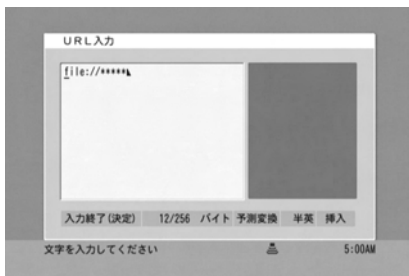 URL入力
file://*****
入力終了(決定) 12/256 バイト 予測変換 半英 挿入
文字を入力してください 5:00AM